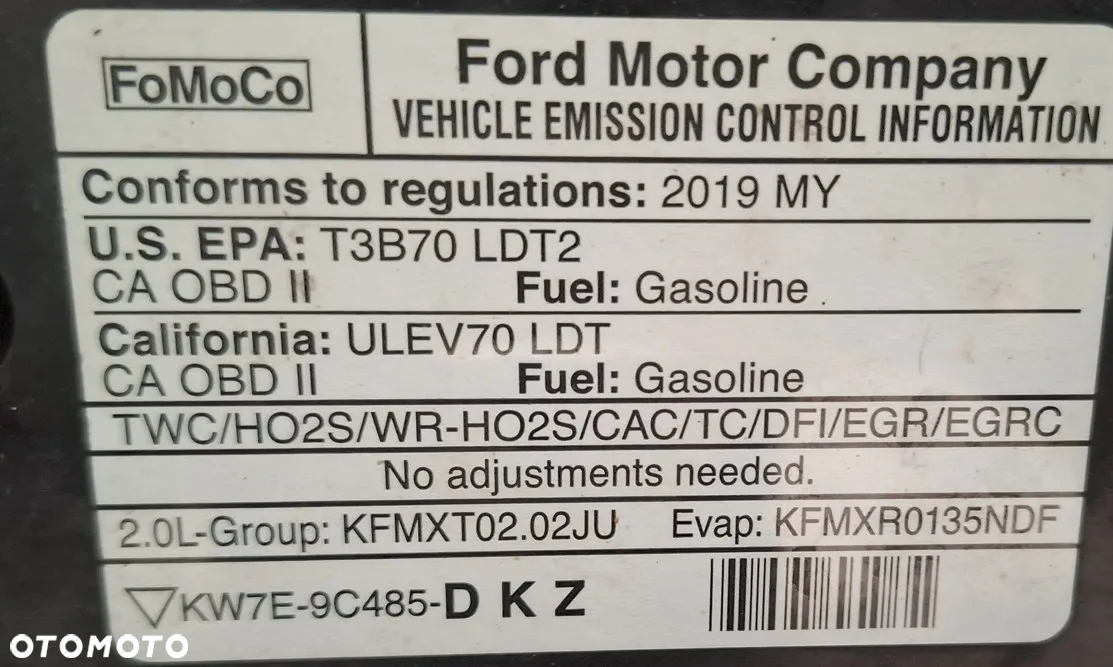 FoMoCo
Ford Motor Company
VEHICLE EMISSION CONTROL INFORMATION
Conforms to regulations: 2019 MY
U.S. EPA: T3B70 LDT2
CA OBD II Fuel: Gasoline
California: ULEV70 LDT
CA OBD II Fuel: Gasoline
TWC/HO2S/WR-HO2S/CAC/TC/DFI/EGR/EGRC
No adjustments needed.
2.0L-Group: KFMXT02.02JU Evap: KFMXR0135NDF
KW7E-9C485-D K Z
OTOMOTO